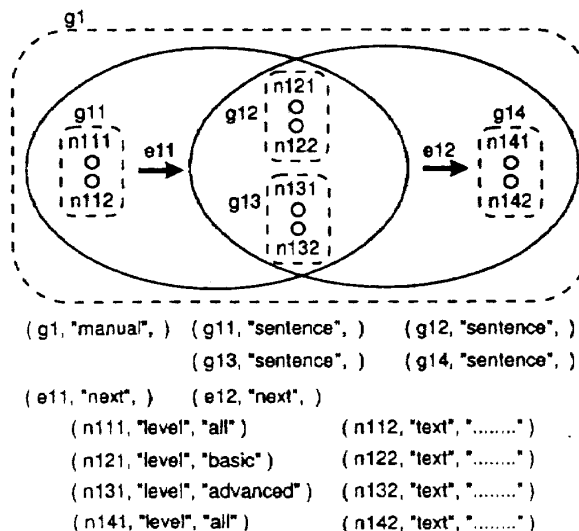 g1
n121
g11 g12 g14
n111 n141
e11 n122 e12
n131
n112 g13 n142
n132
( g1, "manual", ) ( g11, "sentence", ) ( g12, "sentence", )
( g13, "sentence", ) ( g14, "sentence", )
( e11, "next", ) ( e12, "next", )
( n111, "level", "all" ) ( n112, "text", "........" )
( n121, "level", "basic" ) ( n122, "text", "........" )
( n131, "level", "advanced" ) ( n132, "text", "........" )
( n141, "level", "all" ) ( n142, "text", "........" )